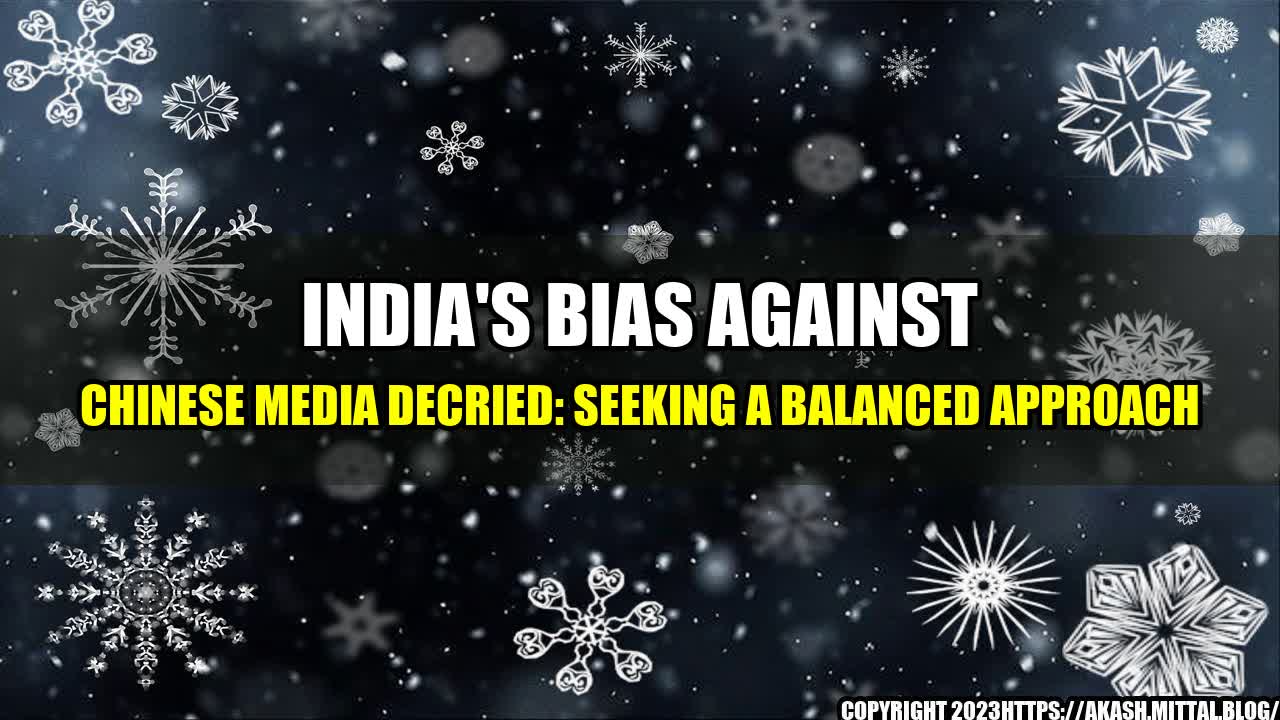 INDIA'S BIAS AGAINST
CHINESE MEDIA DECRIED: SEEKING A BALANCED APPROACH
COPYRIGHT 2023HTTPS://AKASH.MITTAL.BLOG/